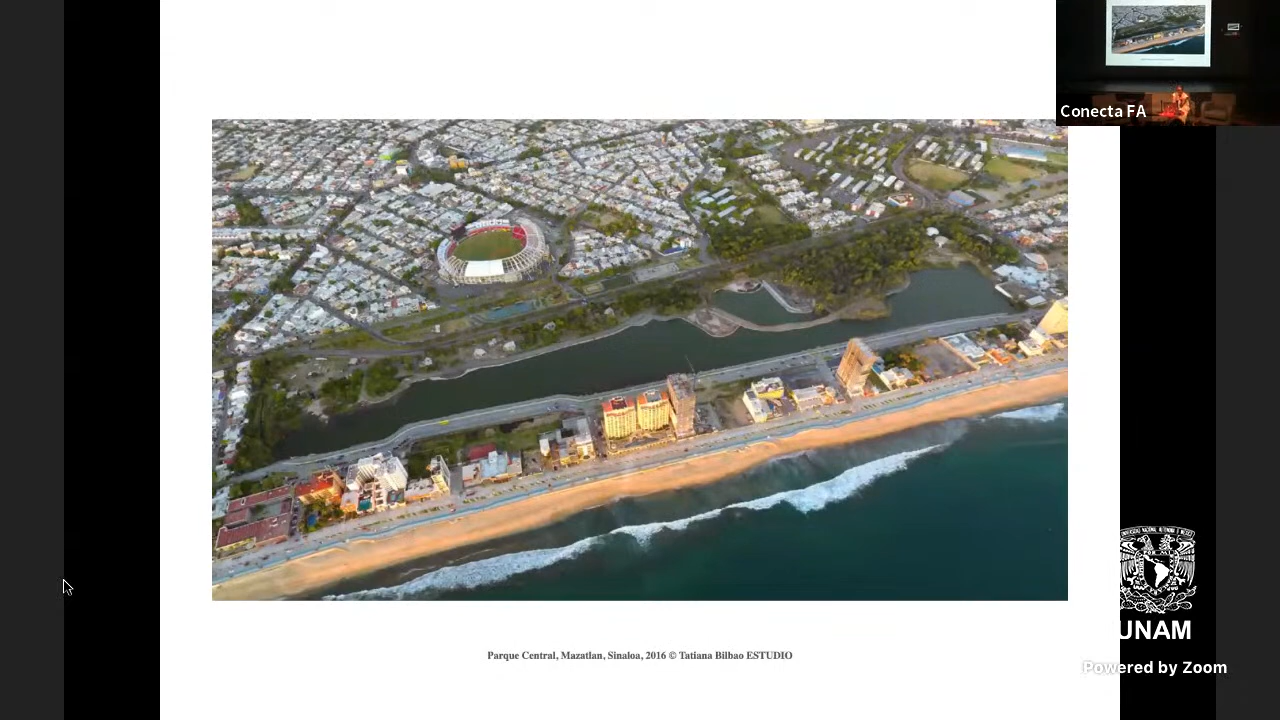 Conecta FA
UNAM
Parque Central, Mazatlan, Sinaloa, 2016 © Tatiana Bilbao ESTUDIO
Powered by Zoom